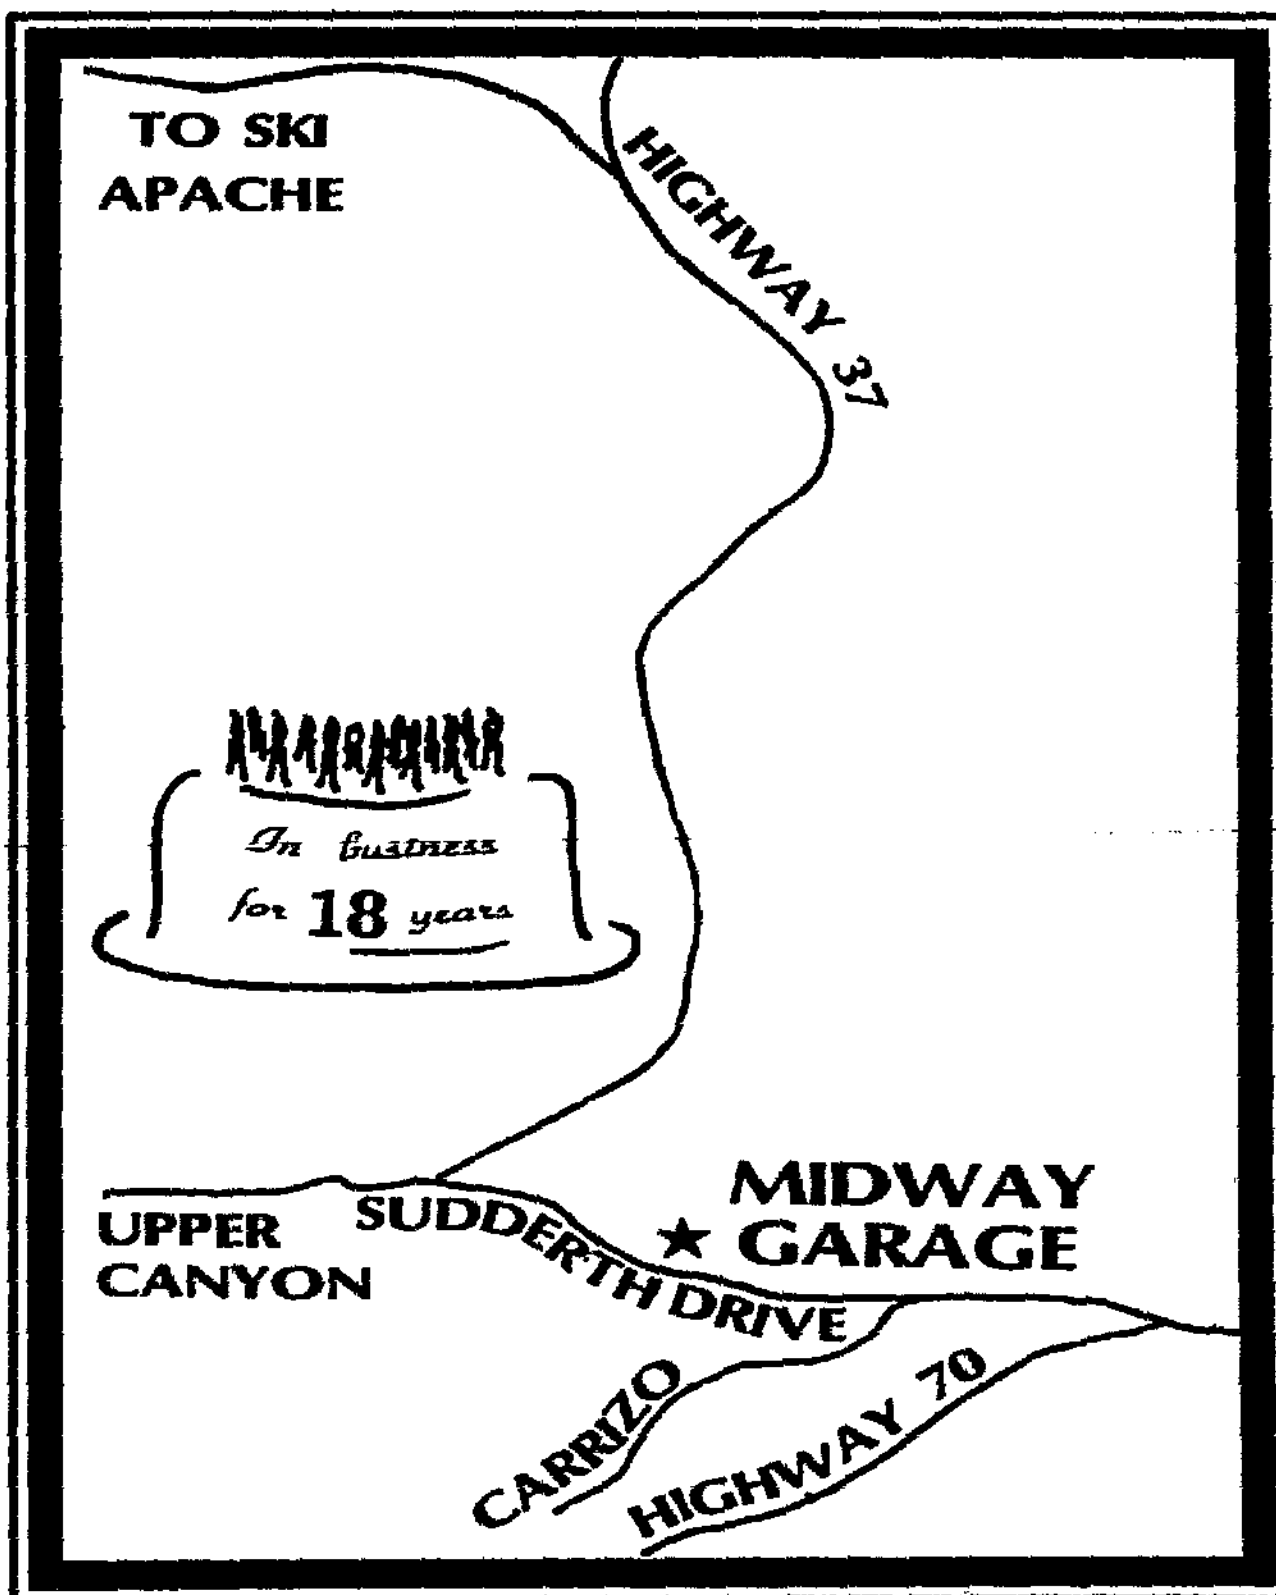 TO SKI
APACHE
HIGHWAY 37
In business
for 18 years
MIDWAY
GARAGE
UPPER
CANYON
SUDDERTH DRIVE
CARRIZO
HIGHWAY 70